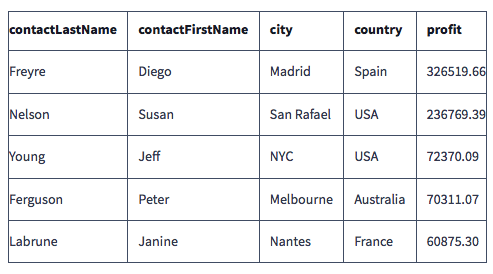 contactLastName contactFirstName city country profit
Freyre Diego Madrid Spain 326519.66
Nelson Susan San Rafael USA 236769.39
Young Jeff NYC USA 72370.09
Ferguson Peter Melbourne Australia 70311.07
Labrune Janine Nantes France 60875.30